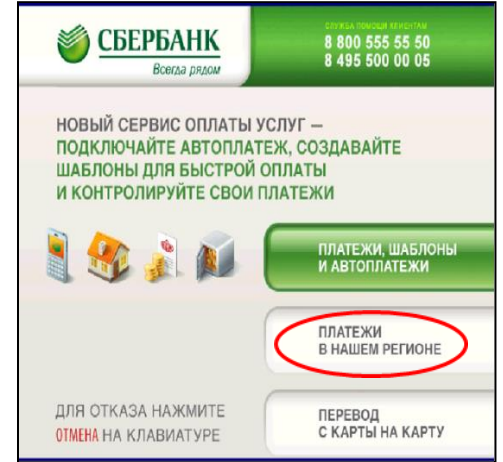 СБЕРБАНК
Всегда рядом
СЛУЖБА ПОМОЩИ КЛИЕНТАМ
8 800 555 55 50
8 495 500 00 05
НОВЫЙ СЕРВИС ОПЛАТЫ УСЛУГ —
ПОДКЛЮЧАЙТЕ АВТОПЛАТЕЖ, СОЗДАВАЙТЕ
ШАБЛОНЫ ДЛЯ БЫСТРОЙ ОПЛАТЫ
И КОНТРОЛИРУЙТЕ СВОИ ПЛАТЕЖИ
ПЛАТЕЖИ, ШАБЛОНЫ
И АВТОПЛАТЕЖИ
ПЛАТЕЖИ
В НАШЕМ РЕГИОНЕ
ДЛЯ ОТКАЗА НАЖМИТЕ
ОТМЕНА НА КЛАВИАТУРЕ
ПЕРЕВОД
С КАРТЫ НА КАРТУ